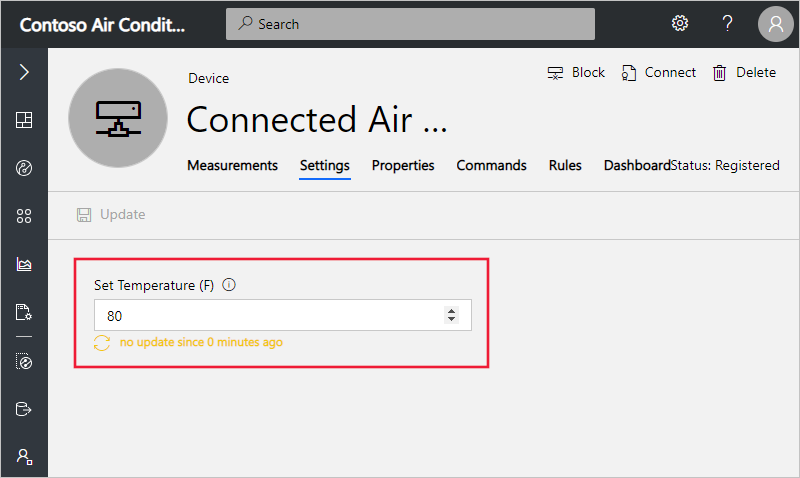 Contoso Air Condit...
Search
?
Device
Block
Connect
Delete
Connected Air ...
Measurements
Settings
Properties
Commands
Rules
Dashboard
Status: Registered
Update
Set Temperature (F)
80
no update since 0 minutes ago